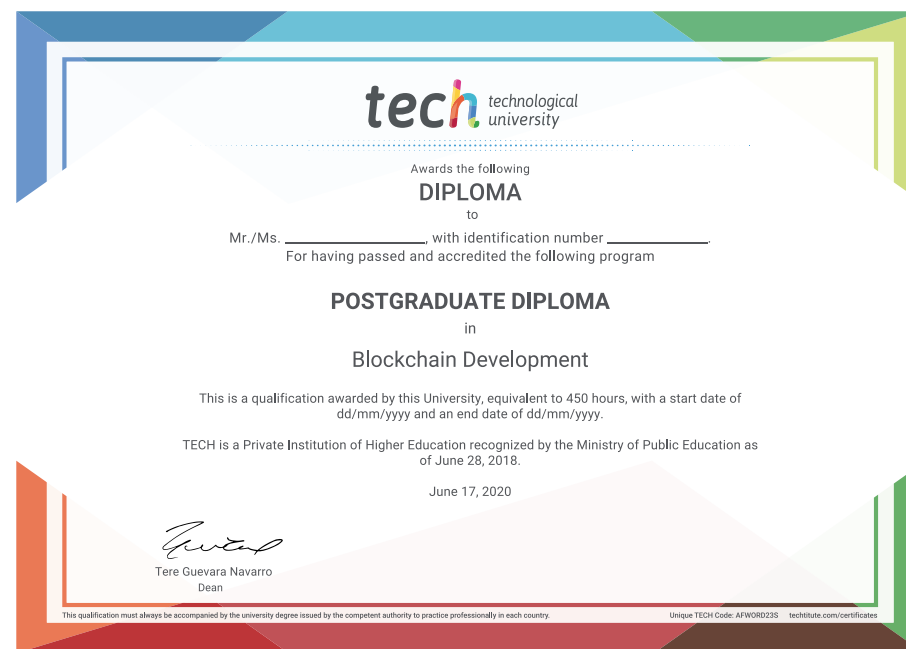 tech technological
university
Awards the following
DIPLOMA
to
Mr./Ms. ____________________, with identification number ______________.
For having passed and accredited the following program
POSTGRADUATE DIPLOMA
in
Blockchain Development
This is a qualification awarded by this University, equivalent to 450 hours, with a start date of
dd/mm/yyyy and an end date of dd/mm/yyyy.
TECH is a Private Institution of Higher Education recognized by the Ministry of Public Education as
of June 28, 2018.
June 17, 2020
Tere Guevara Navarro
Dean
This qualification must always be accompanied by the university degree issued by the competent authority to practice professionally in each country.
Unique TECH Code: AFWORD23S techtitute.com/certificates